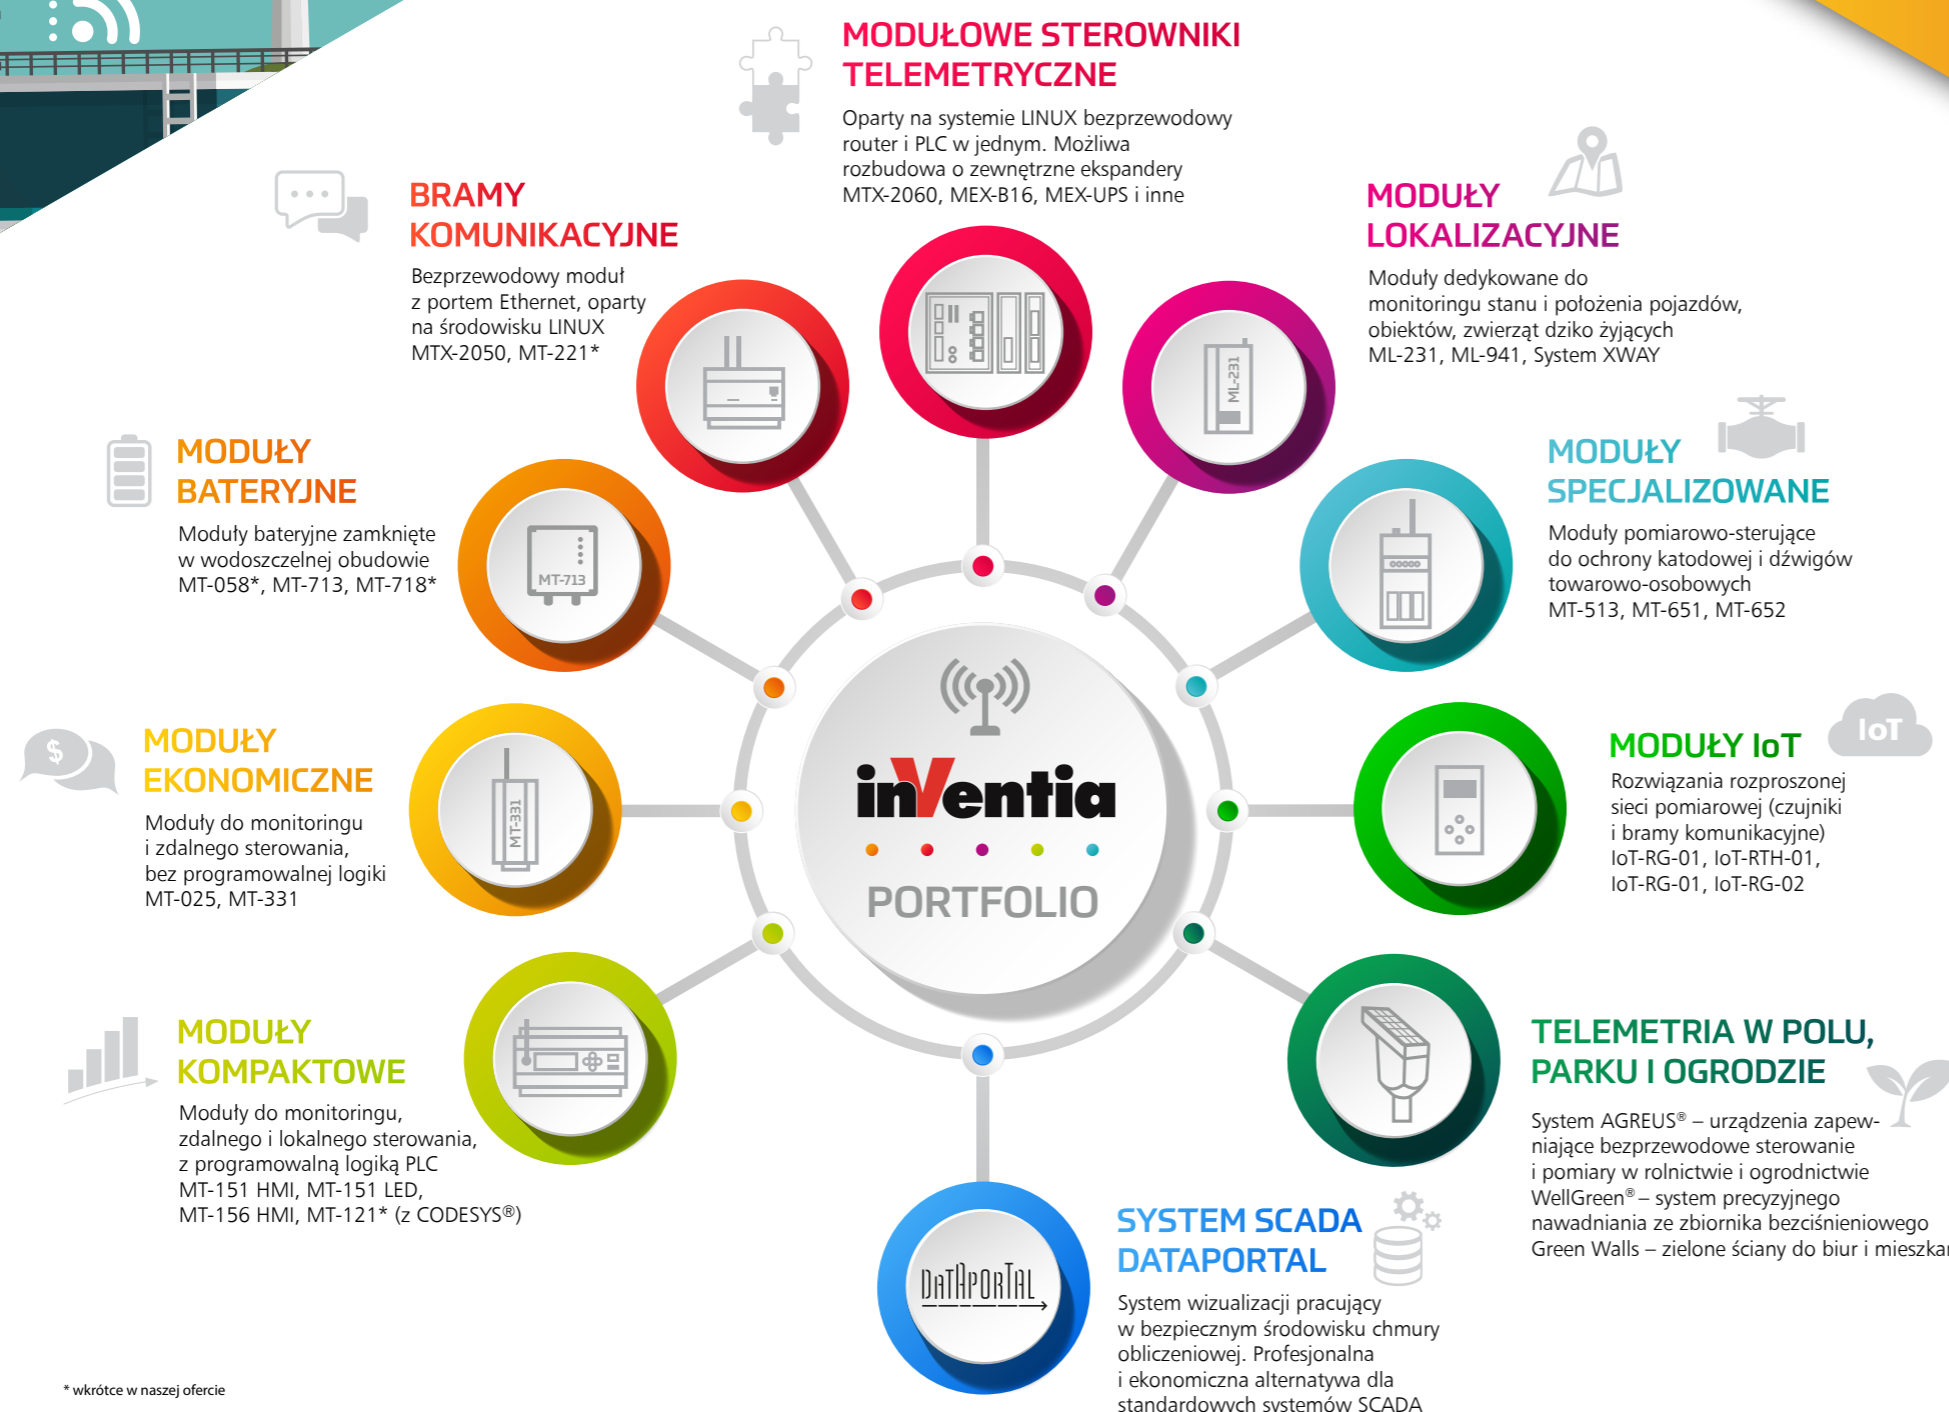 MODUŁOWE STEROWNIKI
TELEMETRYCZNE
Oparty na systemie LINUX bezprzewodowy
router i PLC w jednym. Możliwa
rozbudowa o zewnętrzne ekspandery
MTX-2060, MEX-B16, MEX-UPS i inne
BRAMY
KOMUNIKACYJNE
Bezprzewodowy moduł
z portem Ethernet, oparty
na środowisku LINUX
MTX-2050, MT-221*
MODUŁY
LOKALIZACYJNE
Moduły dedykowane do
monitoringu stanu i położenia pojazdów,
obiektów, zwierząt dziko żyjących
ML-231, ML-941, System XWAY
ML-231
MODUŁY
BATERYJNE
Moduły bateryjne zamknięte
w wodoszczelnej obudowie
MT-058*, MT-713, MT-718*
MT-713
MODUŁY
SPECJALIZOWANE
Moduły pomiarowo-sterujące
do ochrony katodowej i dźwigów
towarowo-osobowych
MT-513, MT-651, MT-652
$
MODUŁY
EKONOMICZNE
Moduły do monitoringu
i zdalnego sterowania,
bez programowalnej logiki
MT-025, MT-331
MT-331
inVentia
PORTFOLIO
MODUŁY IoT
IoT
Rozwiązania rozproszonej
sieci pomiarowej (czujniki
i bramy komunikacyjne)
IoT-RG-01, IoT-RTH-01,
IoT-RG-01, IoT-RG-02
MODUŁY
KOMPAKTOWE
Moduły do monitoringu,
zdalnego i lokalnego sterowania,
z programowalną logiką PLC
MT-151 HMI, MT-151 LED,
MT-156 HMI, MT-121* (z CODESYS®)
TELEMETRIA W POLU,
PARKU I OGRODZIE
System AGREUS® – urządzenia zapew-
niające bezprzewodowe sterowanie
i pomiary w rolnictwie i ogrodnictwie
WellGreen® – system precyzyjnego
nawadniania ze zbiornika bezciśnieniowego
Green Walls – zielone ściany do biur i
DATAPORTAL
SYSTEM SCADA
DATAPORTAL
System wizualizacji pracujący
w bezpiecznym środowisku chmury
obliczeniowej. Profesjonalna
i ekonomiczna alternatywa dla
standardowych systemów SCADA
* wkrótce w naszej ofercie